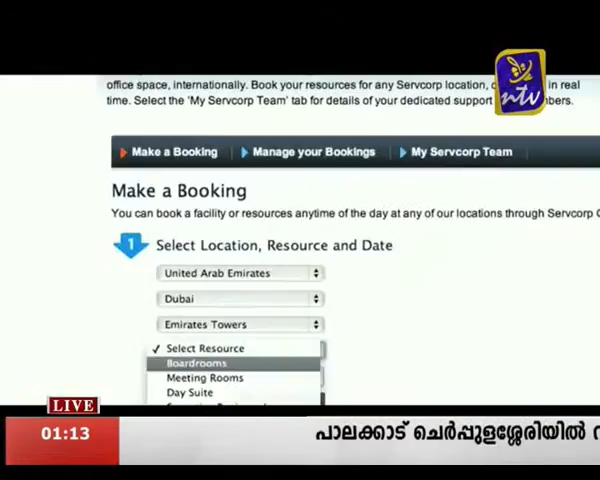 office space, internationally. Book your resources for any Servcorp location, in real
ntv
time. Select the 'My Servcorp Team' tab for details of your dedicated support
Make a Booking
Manage your Bookings
My Servcorp Team
Make a Booking
You can book a facility or resources anytime of the day at any of our locations through Servcorp
1 Select Location, Resource and Date
United Arab Emirates
Dubai
Emirates Towers
✓ Select Resource
Boardrooms
Meeting Rooms
Day Suite
LIVE
01:13
പാലക്കാട് ചെർപ്പുളശ്ശേരിയിൽ